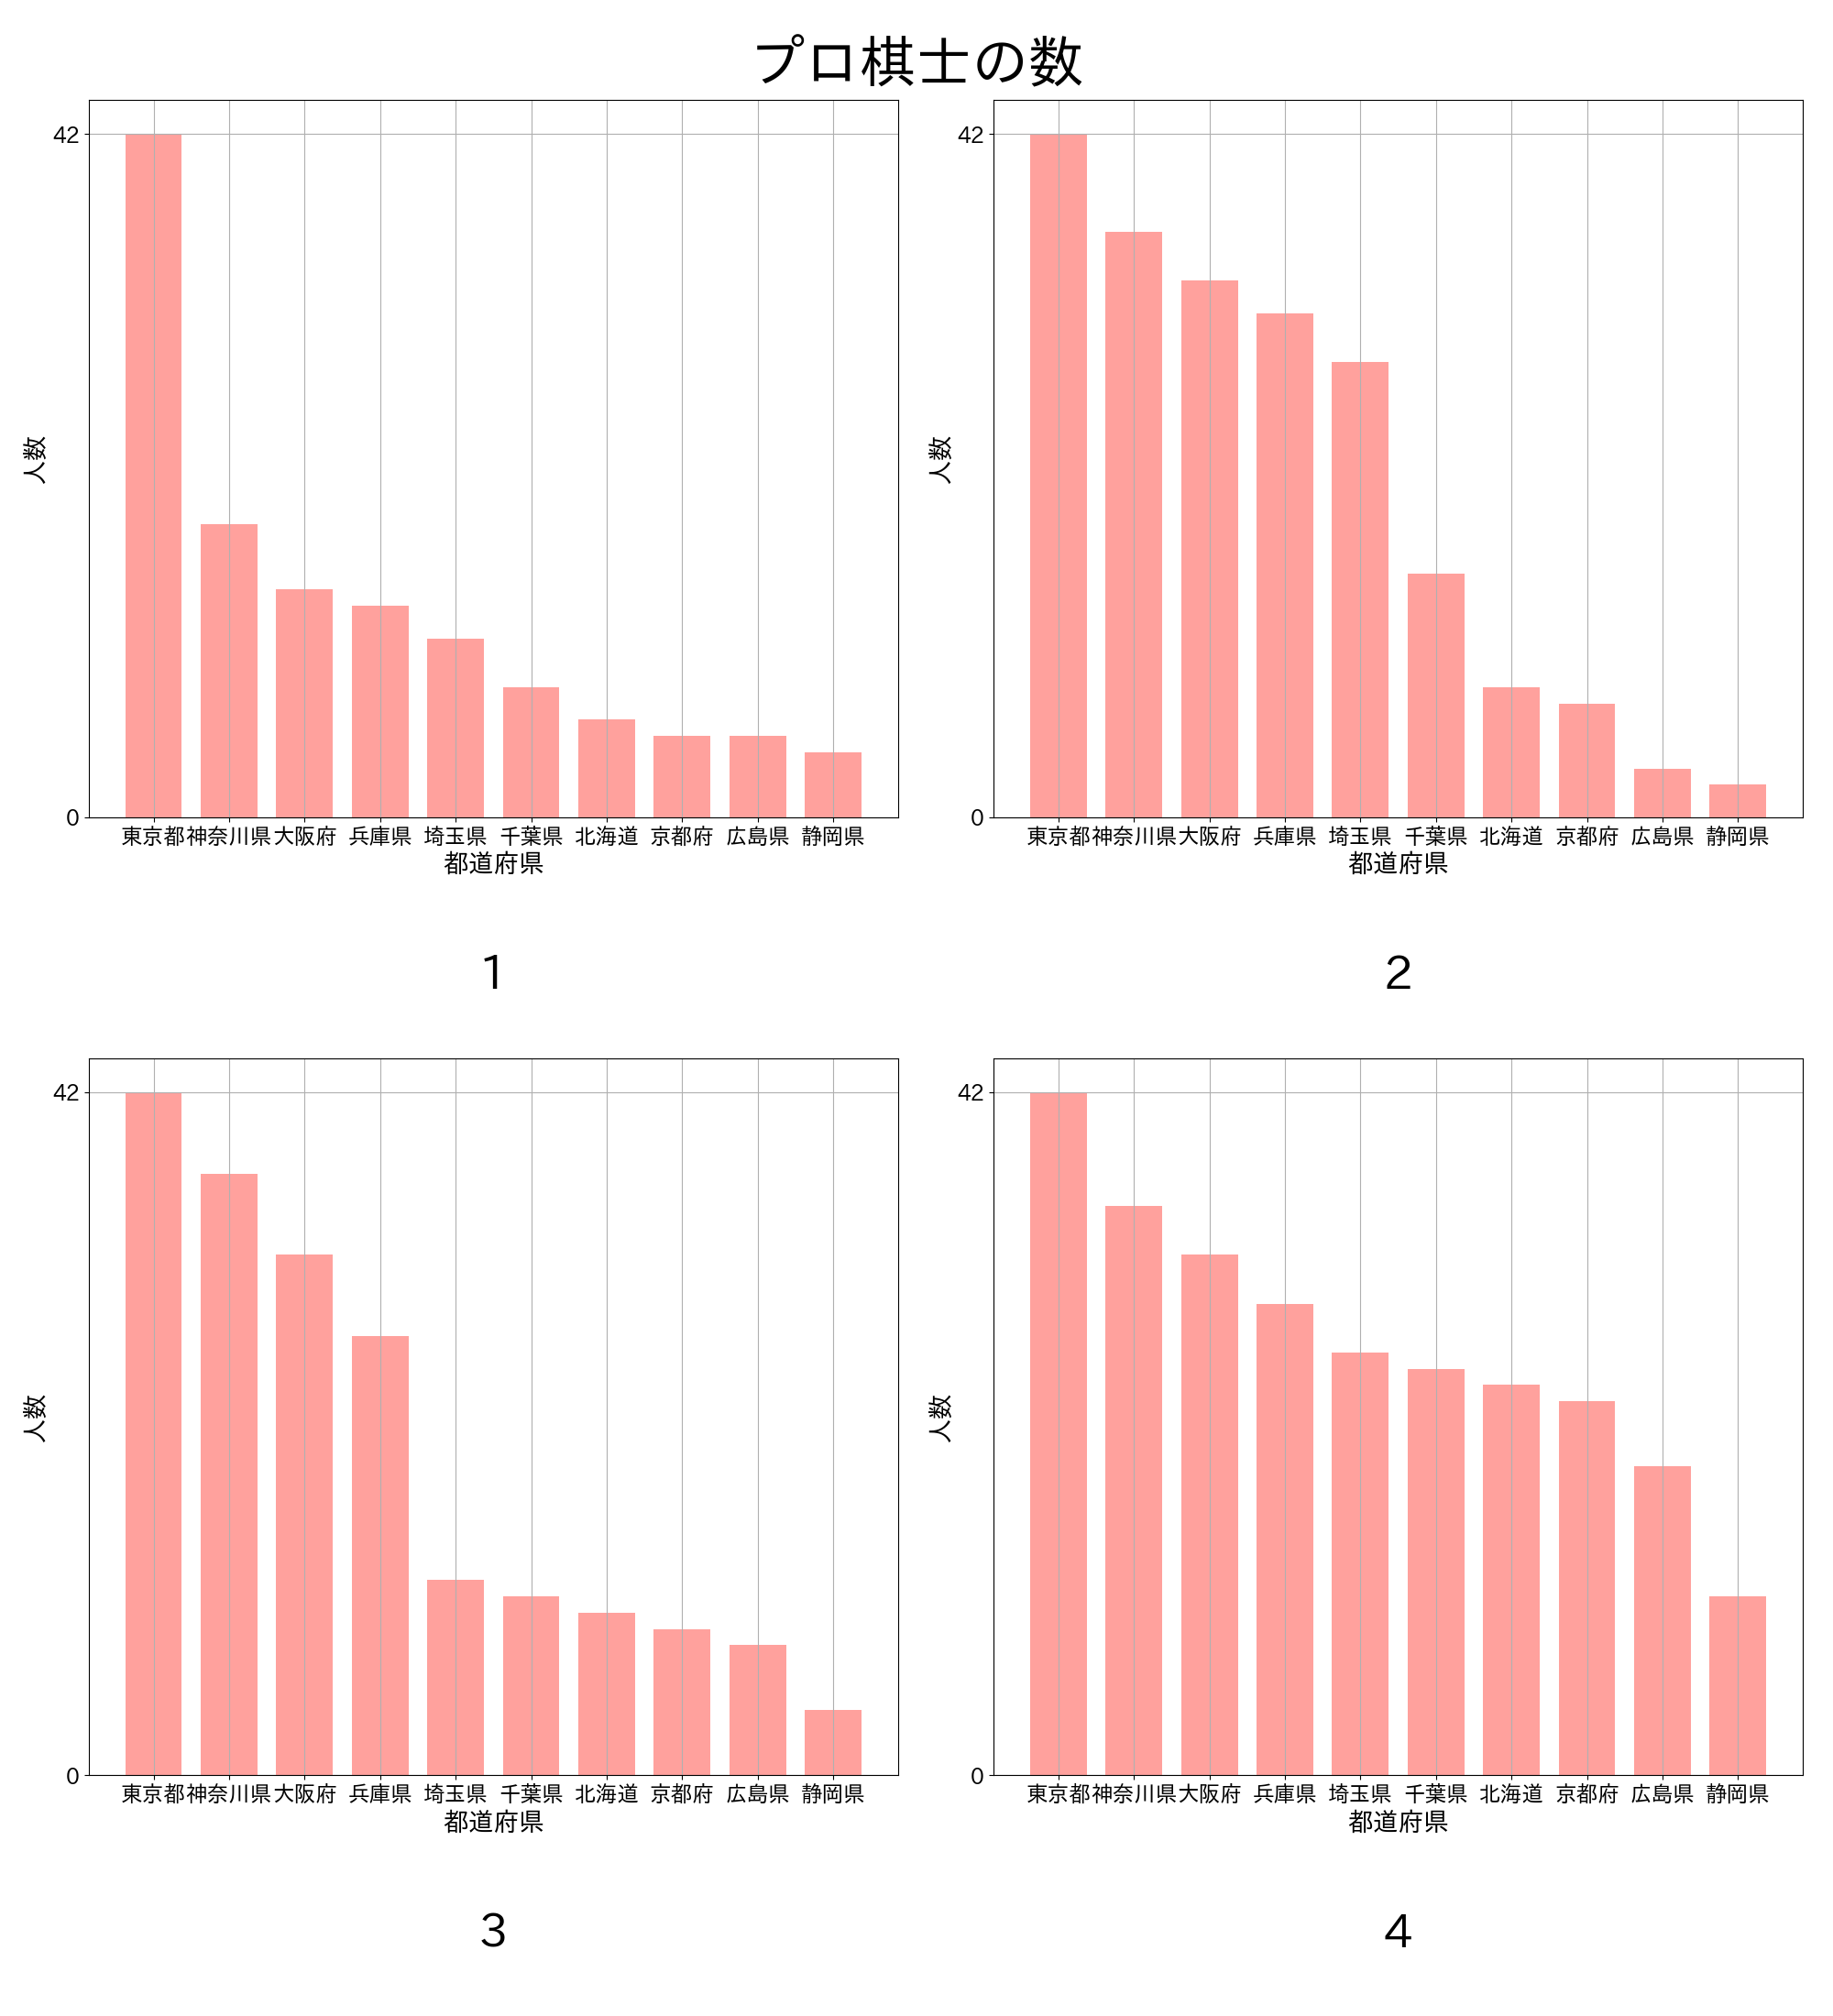 プロ棋士の数
42
0
人数
東京都 神奈川県 大阪府 兵庫県 埼玉県 千葉県 北海道 京都府 広島県 静岡県
都道府県
1
42
0
人数
東京都 神奈川県 大阪府 兵庫県 埼玉県 千葉県 北海道 京都府 広島県 静岡県
都道府県
2
42
0
人数
東京都 神奈川県 大阪府 兵庫県 埼玉県 千葉県 北海道 京都府 広島県 静岡県
都道府県
3
42
0
人数
東京都 神奈川県 大阪府 兵庫県 埼玉県 千葉県 北海道 京都府 広島県 静岡県
都道府県
4